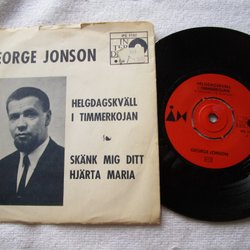 GEORGE JONSON
HELGDAGSKVÄLL
I TIMMERKOJAN
SKÄNK MIG DITT
HJÄRTA MARIA
HELGDAGSKVÄLL
I TIMMERKOJAN
GEORGE JONSON